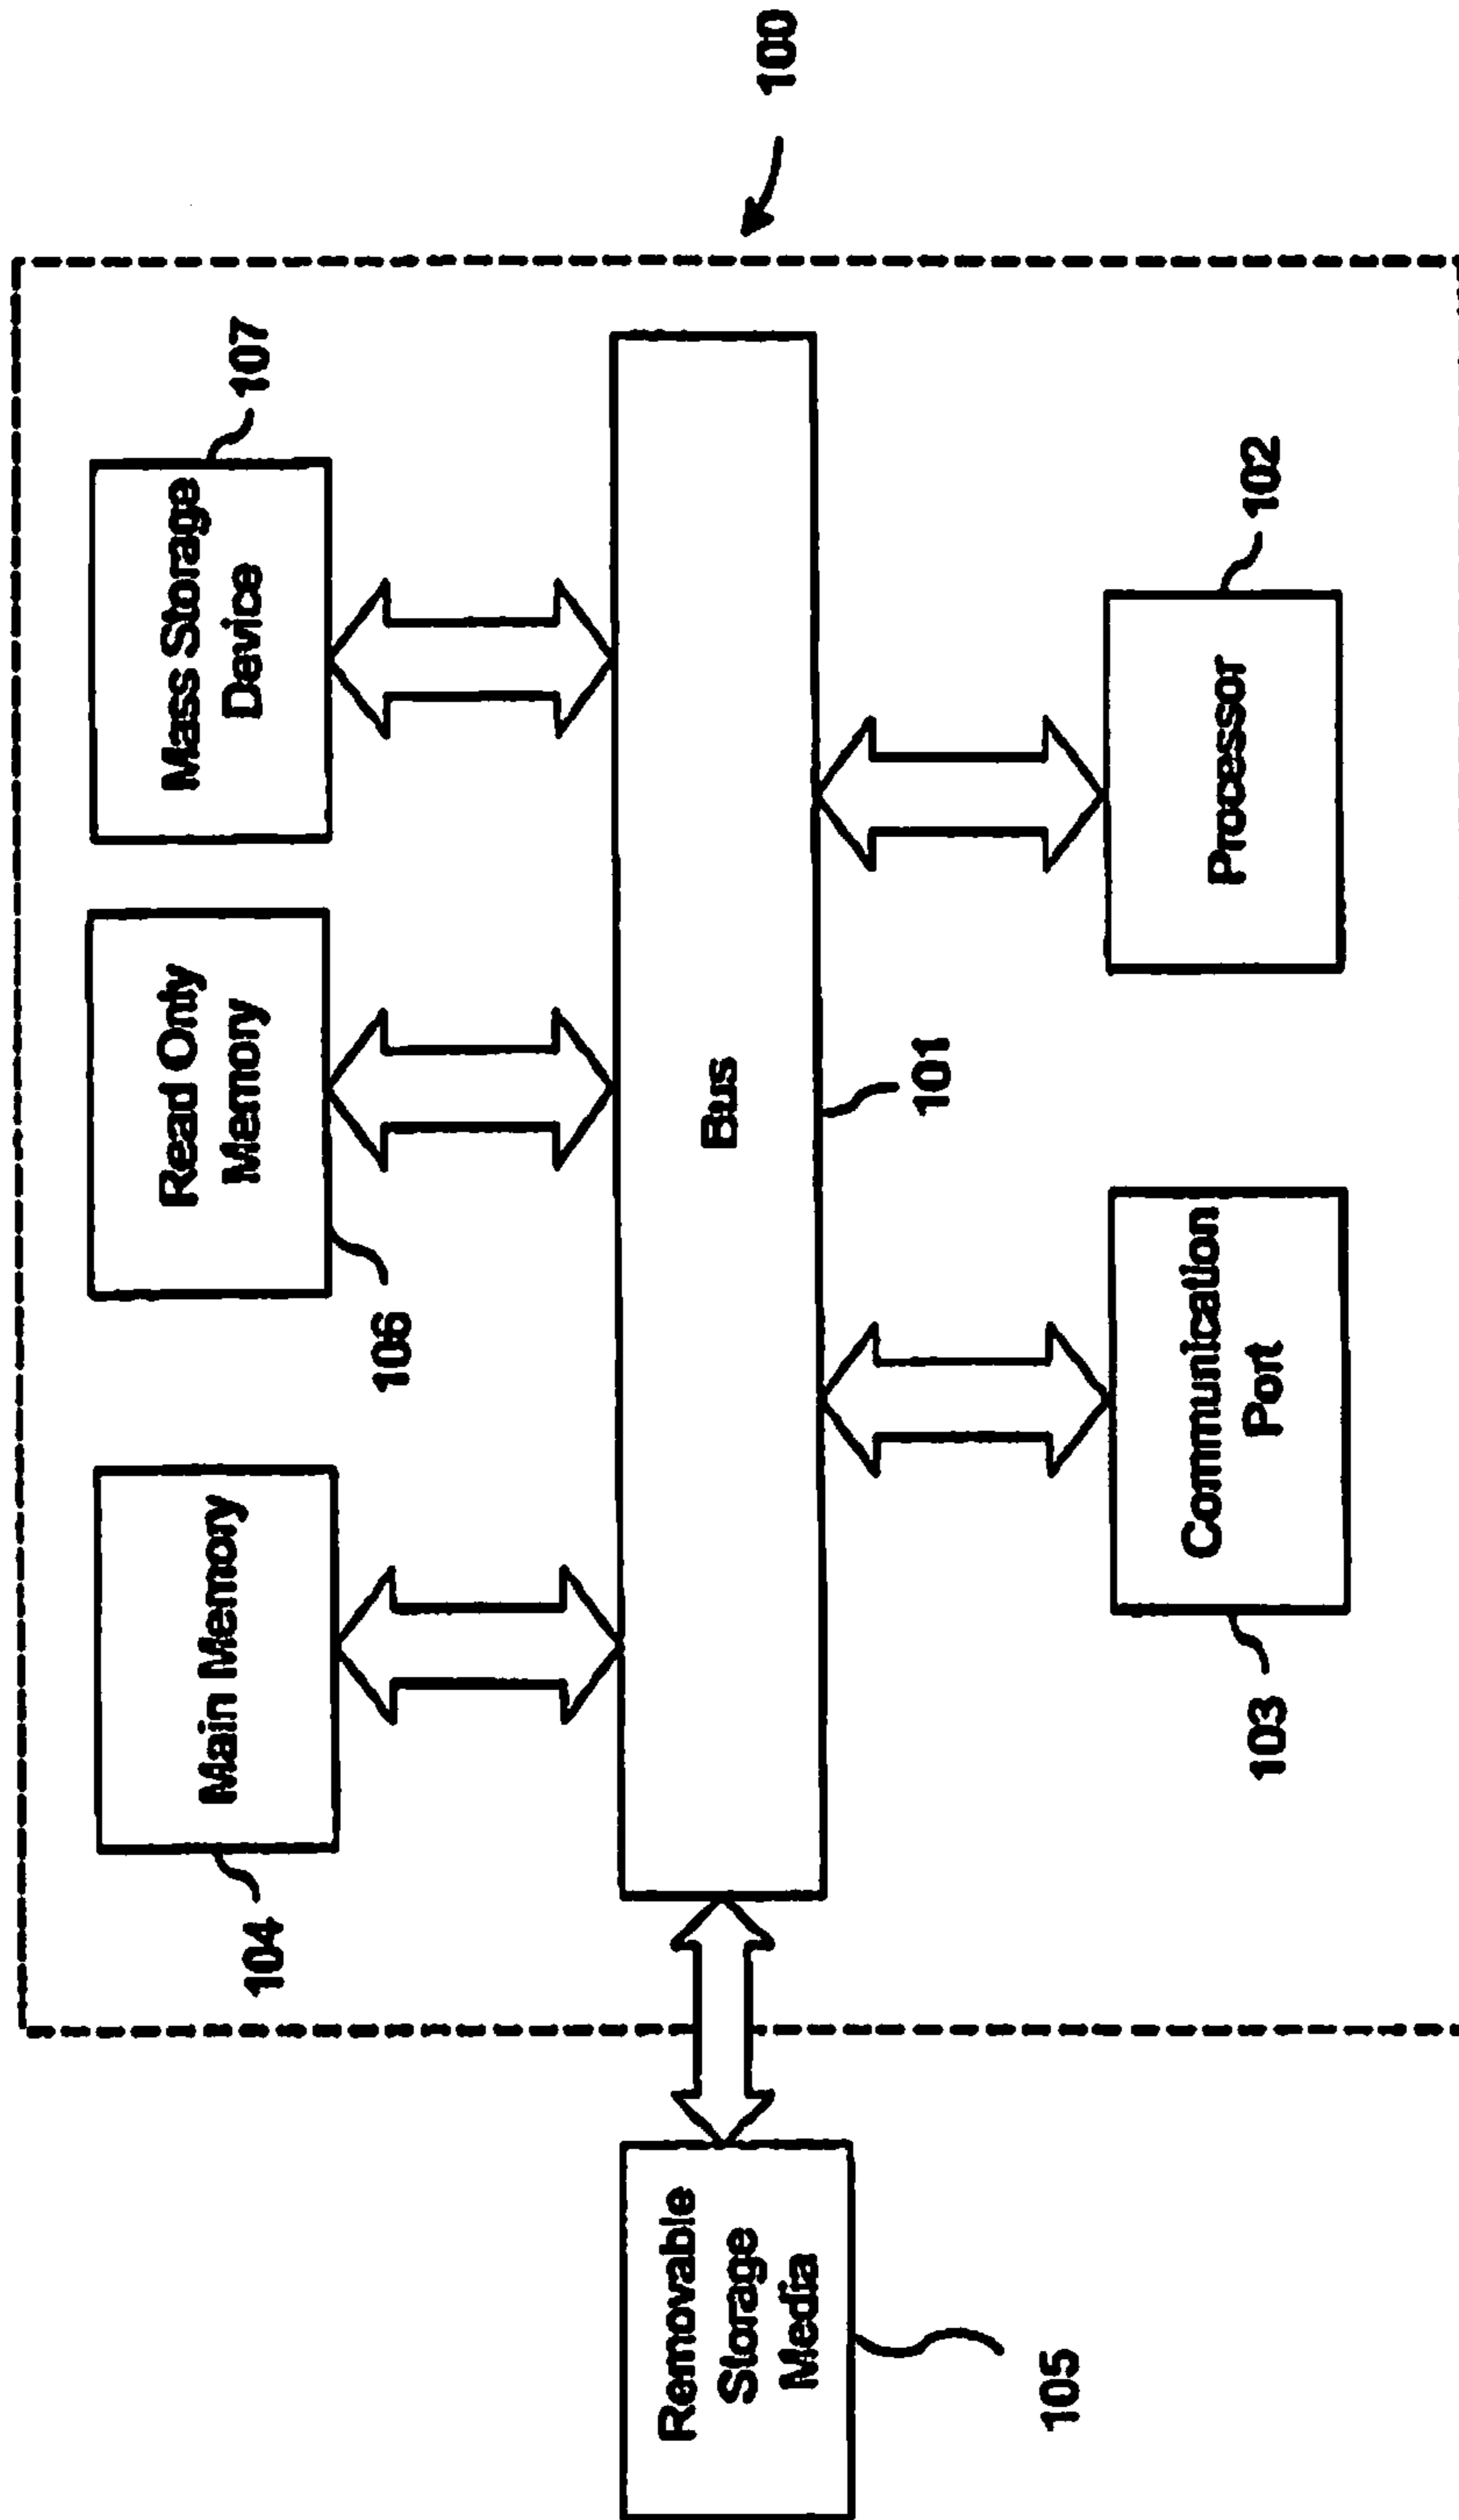 104
Main Memory
106
Read Only
Memory
Mass Storage
Device
107
100
Removable
Storage
Media
105
Bus
101
103
Communication
Port
Processor
102